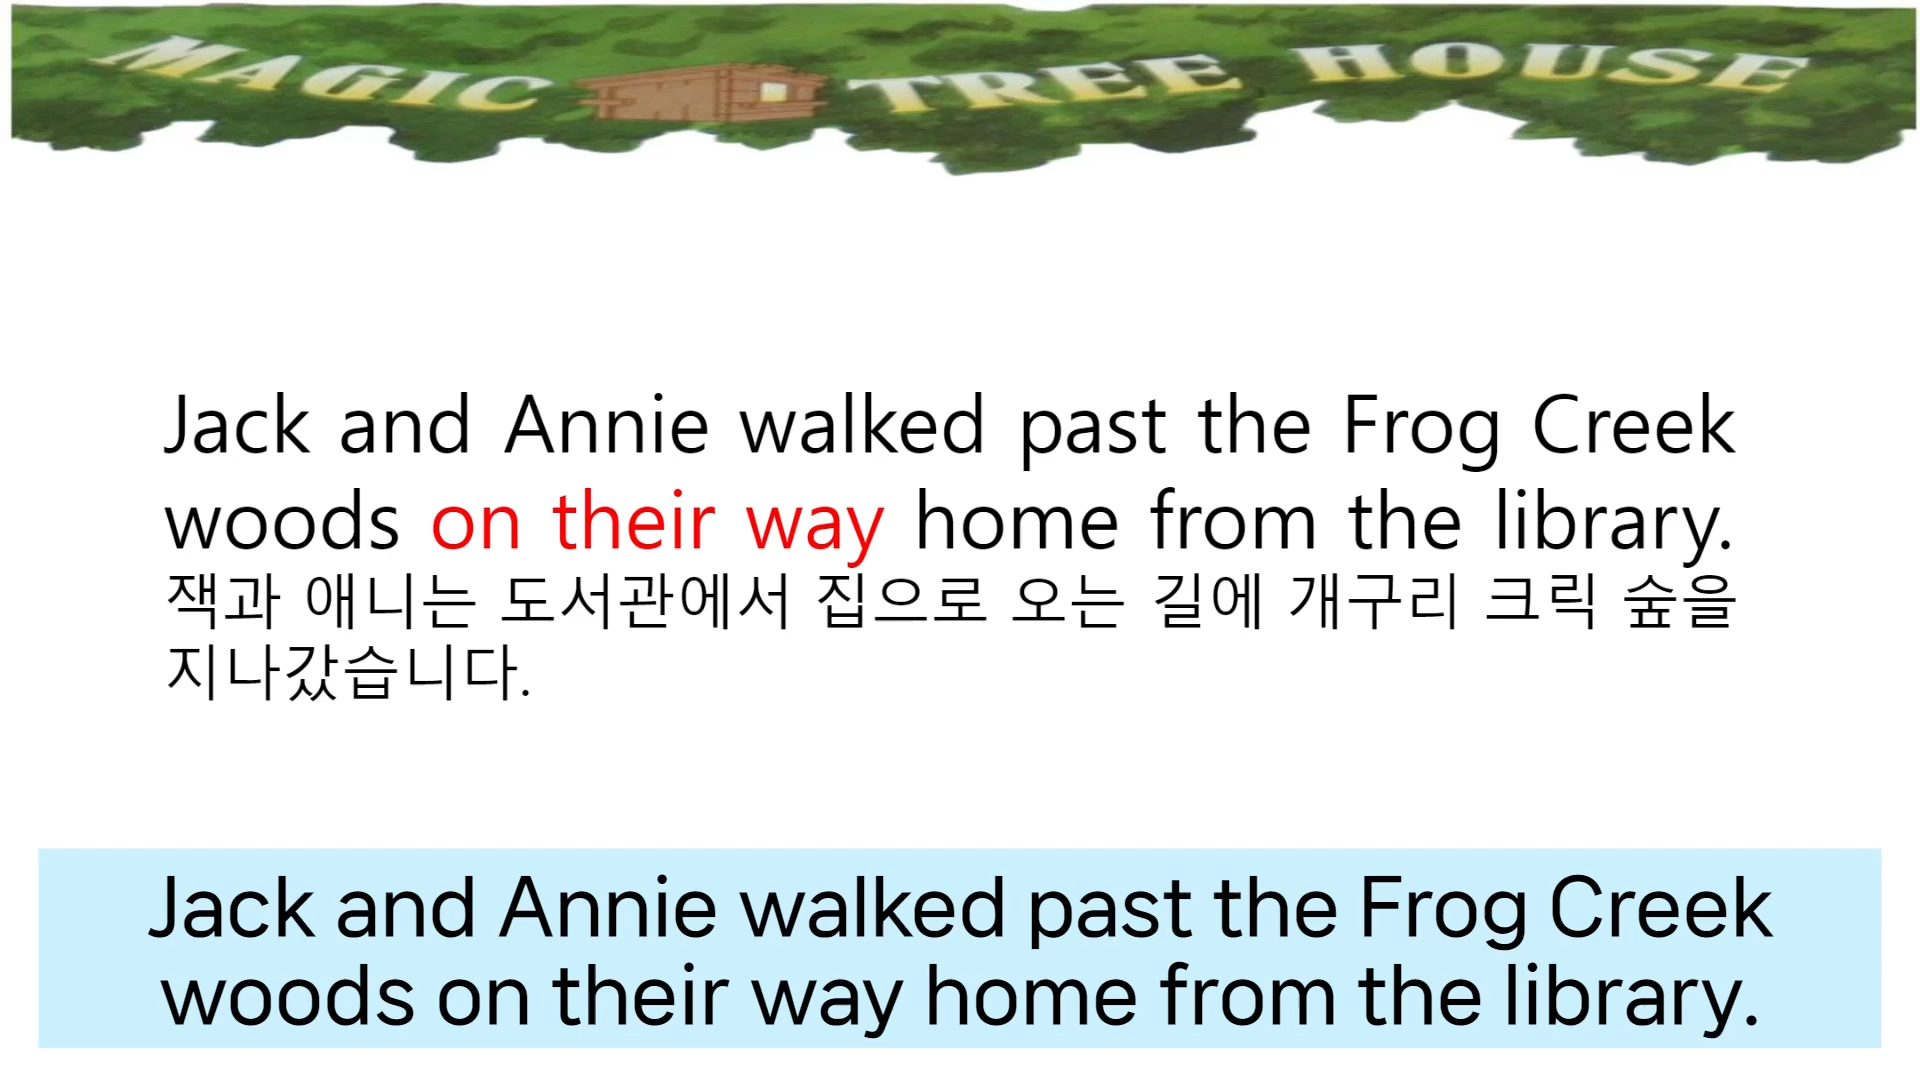 MAGIC TREE HOUSE
Jack and Annie walked past the Frog Creek
woods on their way home from the library.
잭과 애니는 도서관에서 집으로 오는 길에 개구리 크릭 숲을
지나갔습니다.
Jack and Annie walked past the Frog Creek
woods on their way home from the library.